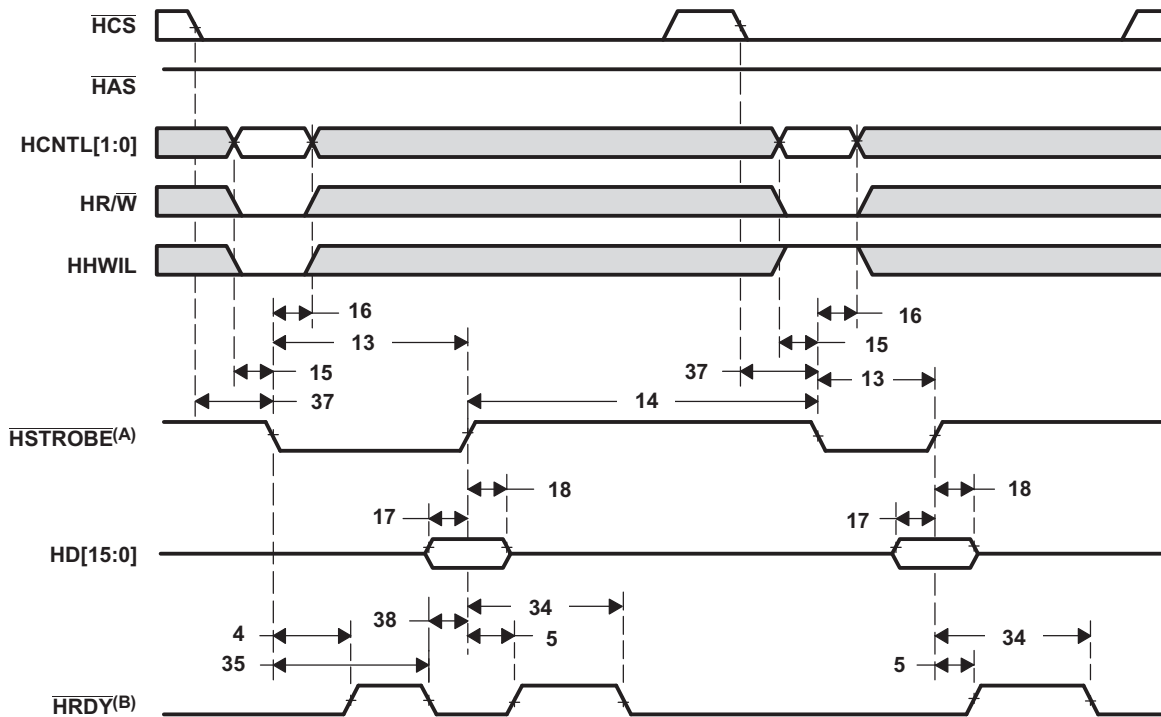 HCS
HAS
HCNTL[1:0]
HR/W
HHWIL
16 16
13 15
15 37 13
37 14
HSTROBE(A)
18 18
17 17
HD[15:0]
38 34
4 5 34
35 5
HRDY(B)